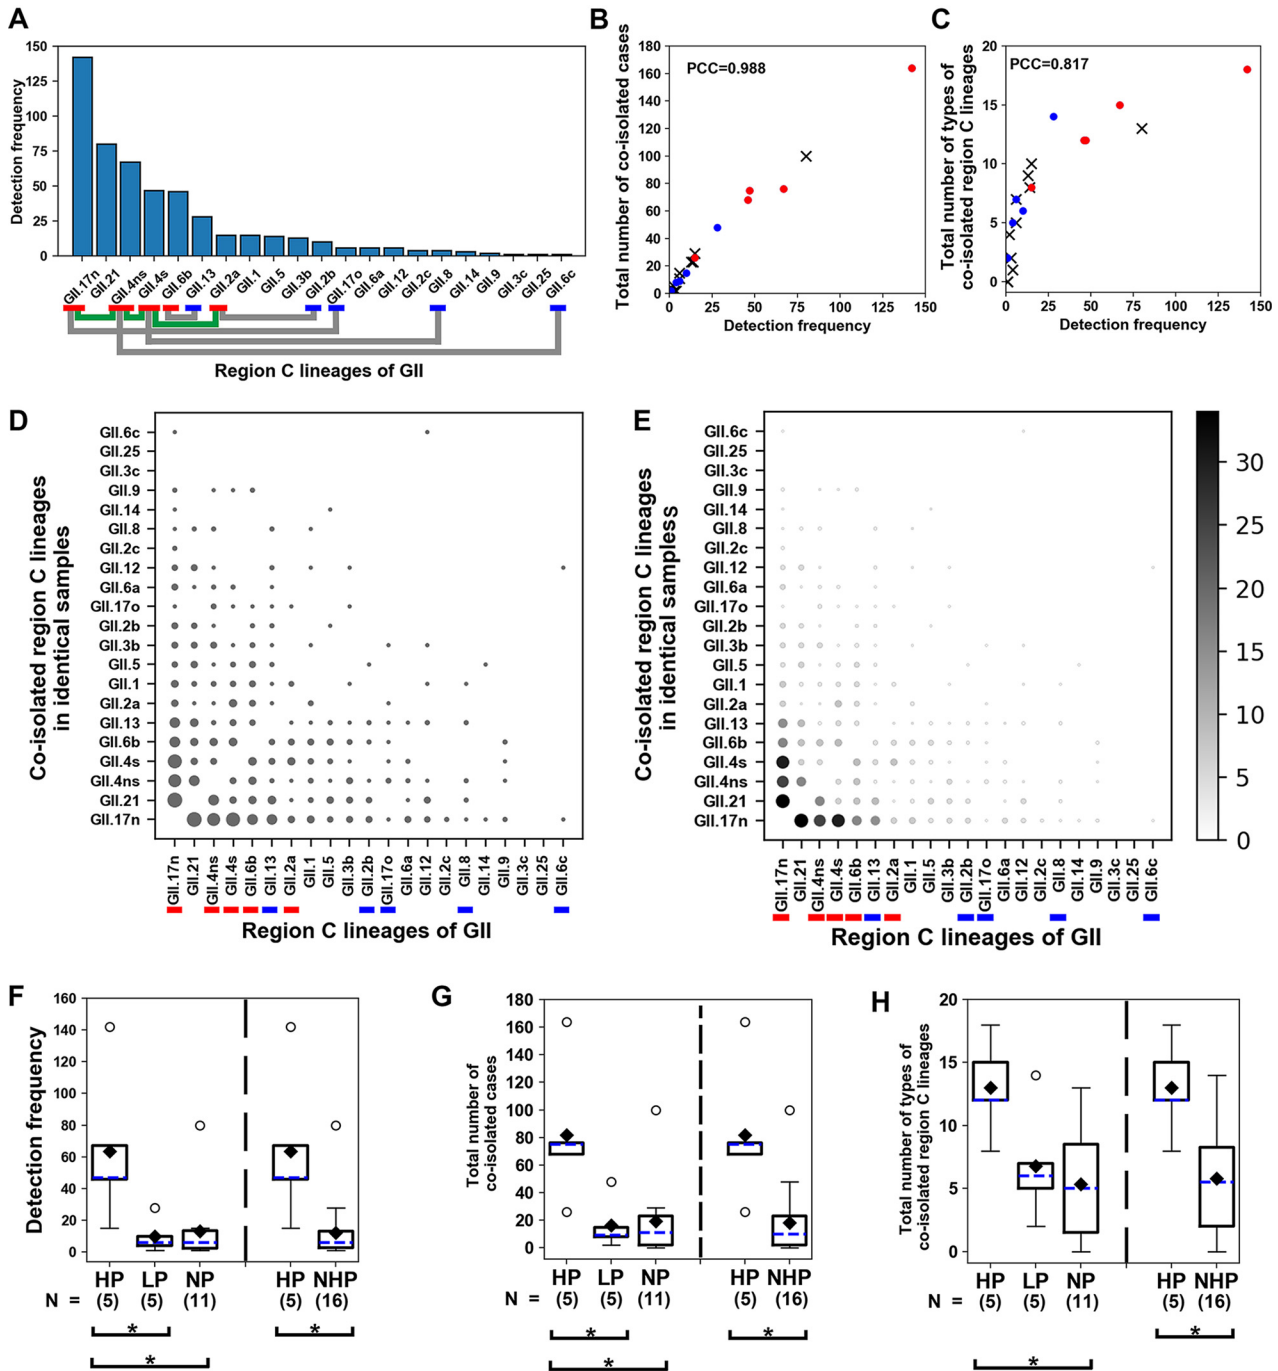 A
Detection frequency
150
125
100
75
50
25
0
GII.17n GII.21 GII.4ns GII.4s GII.6b GII.13 GII.2a GII.1 GII.5 GII.3b GII.2b GII.17o GII.6a GII.12 GII.2c GII.8 GII.14 GII.9 GII.3c GII.25 GII.6c
Region C lineages of GII
B
Total number of co-isolated cases
PCC=0.988
180
160
140
120
100
80
60
40
20
0
0 25 50 75 100 125 150
Detection frequency
C
Total number of types of
co-isolated region C lineages
PCC=0.817
20
15
10
5
0
0 25 50 75 100 125 150
Detection frequency
D
Co-isolated region C lineages
in identical samples
GII.6c
GII.25
GII.3c
GII.9
GII.14
GII.8
GII.2c
GII.12
GII.6a
GII.17o
GII.2b
GII.3b
GII.5
GII.1
GII.2a
GII.13
GII.6b
GII.4s
GII.4ns
GII.21
GII.17n
GII.17n GII.21 GII.4ns GII.4s GII.6b GII.13 GII.2a GII.1 GII.5 GII.3b GII.2b GII.17o GII.6a GII.12 GII.2c GII.8 GII.14 GII.9 GII.3c GII.25 GII.6c
Region C lineages of GII
E
Co-isolated region C lineages
in identical sampless
GII.6c
GII.25
GII.3c
GII.9
GII.14
GII.8
GII.2c
GII.12
GII.6a
GII.17o
GII.2b
GII.3b
GII.5
GII.1
GII.2a
GII.13
GII.6b
GII.4s
GII.4ns
GII.21
GII.17n
GII.17n GII.21 GII.4ns GII.4s GII.6b GII.13 GII.2a GII.1 GII.5 GII.3b GII.2b GII.17o GII.6a GII.12 GII.2c GII.8 GII.14 GII.9 GII.3c GII.25 GII.6c
Region C lineages of GII
30
25
20
15
10
5
0
F
Detection frequency
160
140
120
100
80
60
40
20
0
HP LP NP HP NHP
N = (5) (5) (11) (5) (16)
* *
*
G
Total number of
co-isolated cases
180
160
140
120
100
80
60
40
20
0
HP LP NP HP NHP
N = (5) (5) (11) (5) (16)
* *
*
H
Total number of types of
co-isolated region C lineages
20
15
10
5
0
HP LP NP HP NHP
N = (5) (5) (11) (5) (16)
*
*